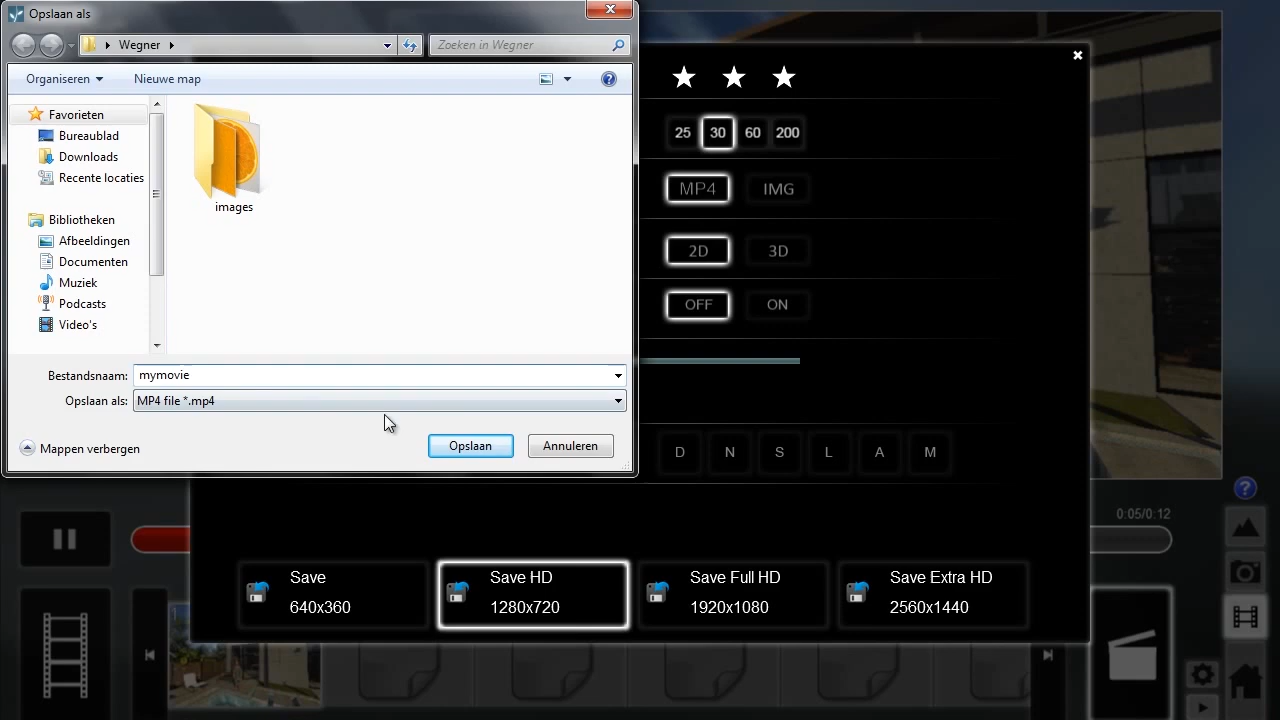 Opslaan als
Wegner
Zoeken in Wegner
Organiseren
Nieuwe map
Favorieten
Bureaublad
Downloads
Recente locaties
Bibliotheken
Afbeeldingen
Documenten
Muziek
Podcasts
Video's
images
Bestandsnaam: mymovie
Opslaan als: MP4 file *.mp4
Mappen verbergen
Opslaan
Annuleren
25 30 60 200
MP4 IMG
2D 3D
OFF ON
D N S L A M
0:05/0:12
Save
640x360
Save HD
1280x720
Save Full HD
1920x1080
Save Extra HD
2560x1440